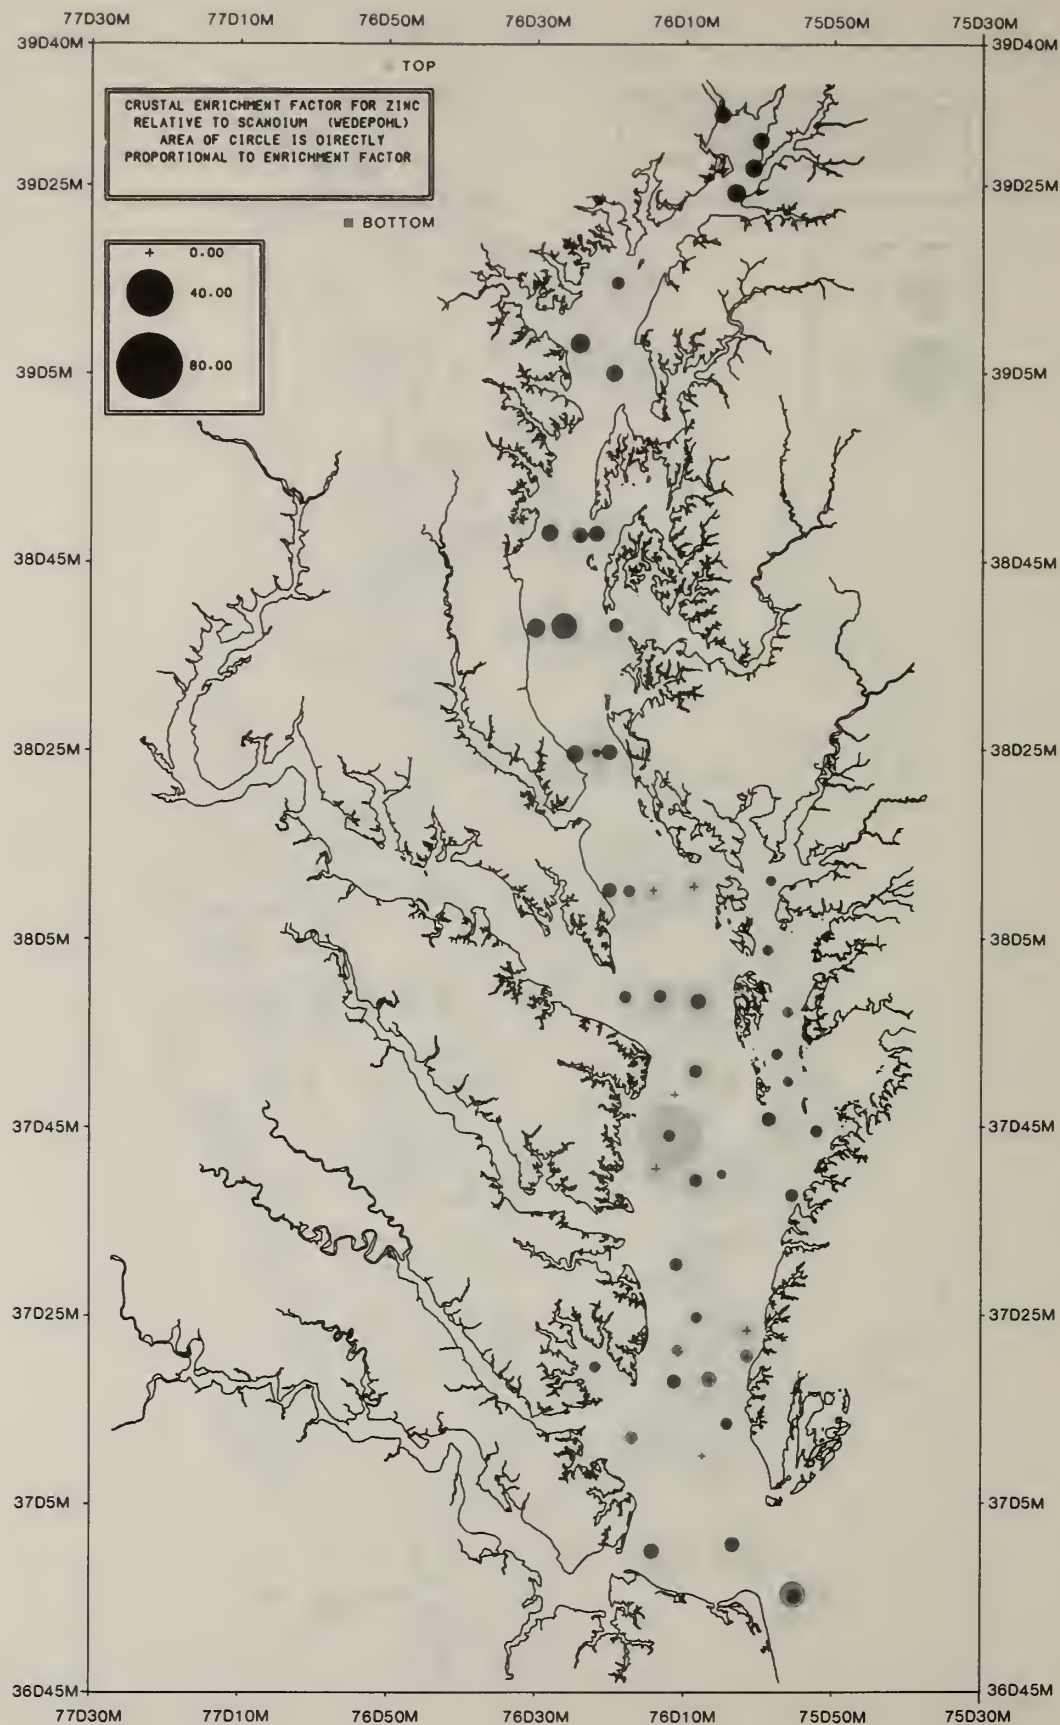 77D30M 77D10M 76D50M 76D30M 76D10M 75D50M 75D30M
39D40M 39D40M
TOP
CRUSTAL ENRICHMENT FACTOR FOR ZINC
RELATIVE TO SCANDIUM (WEDEPOHL)
AREA OF CIRCLE IS DIRECTLY
PROPORTIONAL TO ENRICHMENT FACTOR
39D25M 39D25M
BOTTOM
+ 0.00
40.00
80.00
39D5M 39D5M
38D45M 38D45M
38D25M 38D25M
38D5M 38D5M
37D45M 37D45M
37D25M 37D25M
37D5M 37D5M
36D45M 36D45M
77D30M 77D10M 76D50M 76D30M 76D10M 75D50M 75D30M